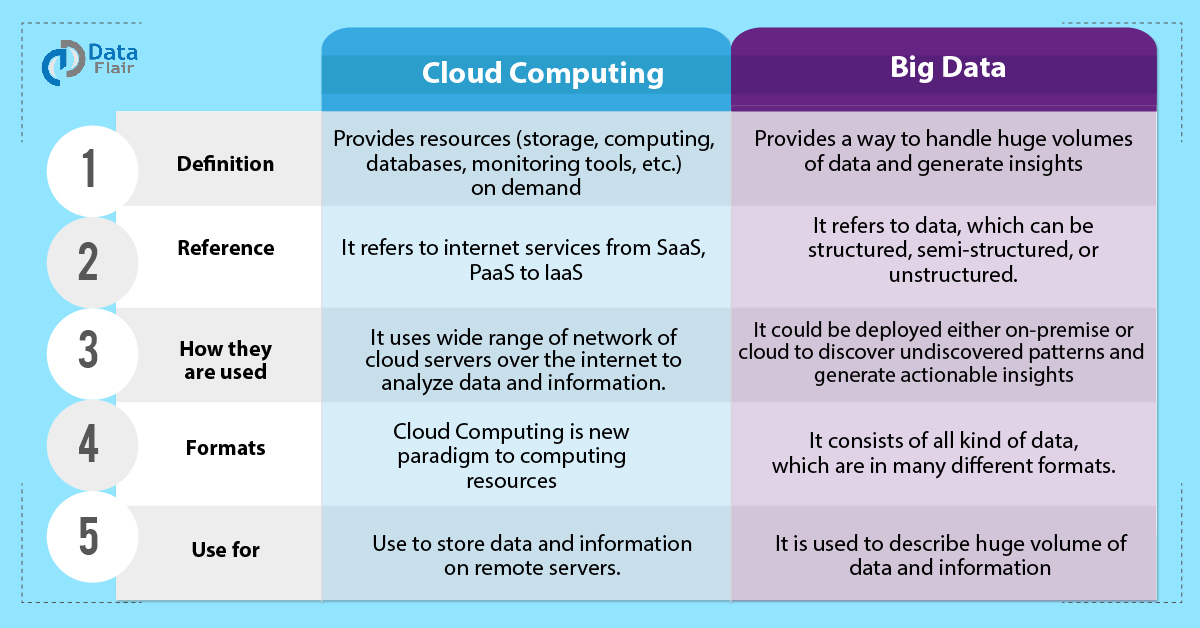 Data
Flair
Cloud Computing
Big Data
1
Definition
Provides resources (storage, computing,
databases, monitoring tools, etc.)
on demand
Provides a way to handle huge volumes
of data and generate insights
2
Reference
It refers to internet services from SaaS,
PaaS to IaaS
It refers to data, which can be
structured, semi-structured, or
unstructured.
3
How they
are used
It uses wide range of network of
cloud servers over the internet to
analyze data and information.
It could be deployed either on-premise or
cloud to discover undiscovered patterns and
generate actionable insights
4
Formats
Cloud Computing is new
paradigm to computing
resources
It consists of all kind of data,
which are in many different formats.
5
Use for
Use to store data and information
on remote servers.
It is used to describe huge volume of
data and information